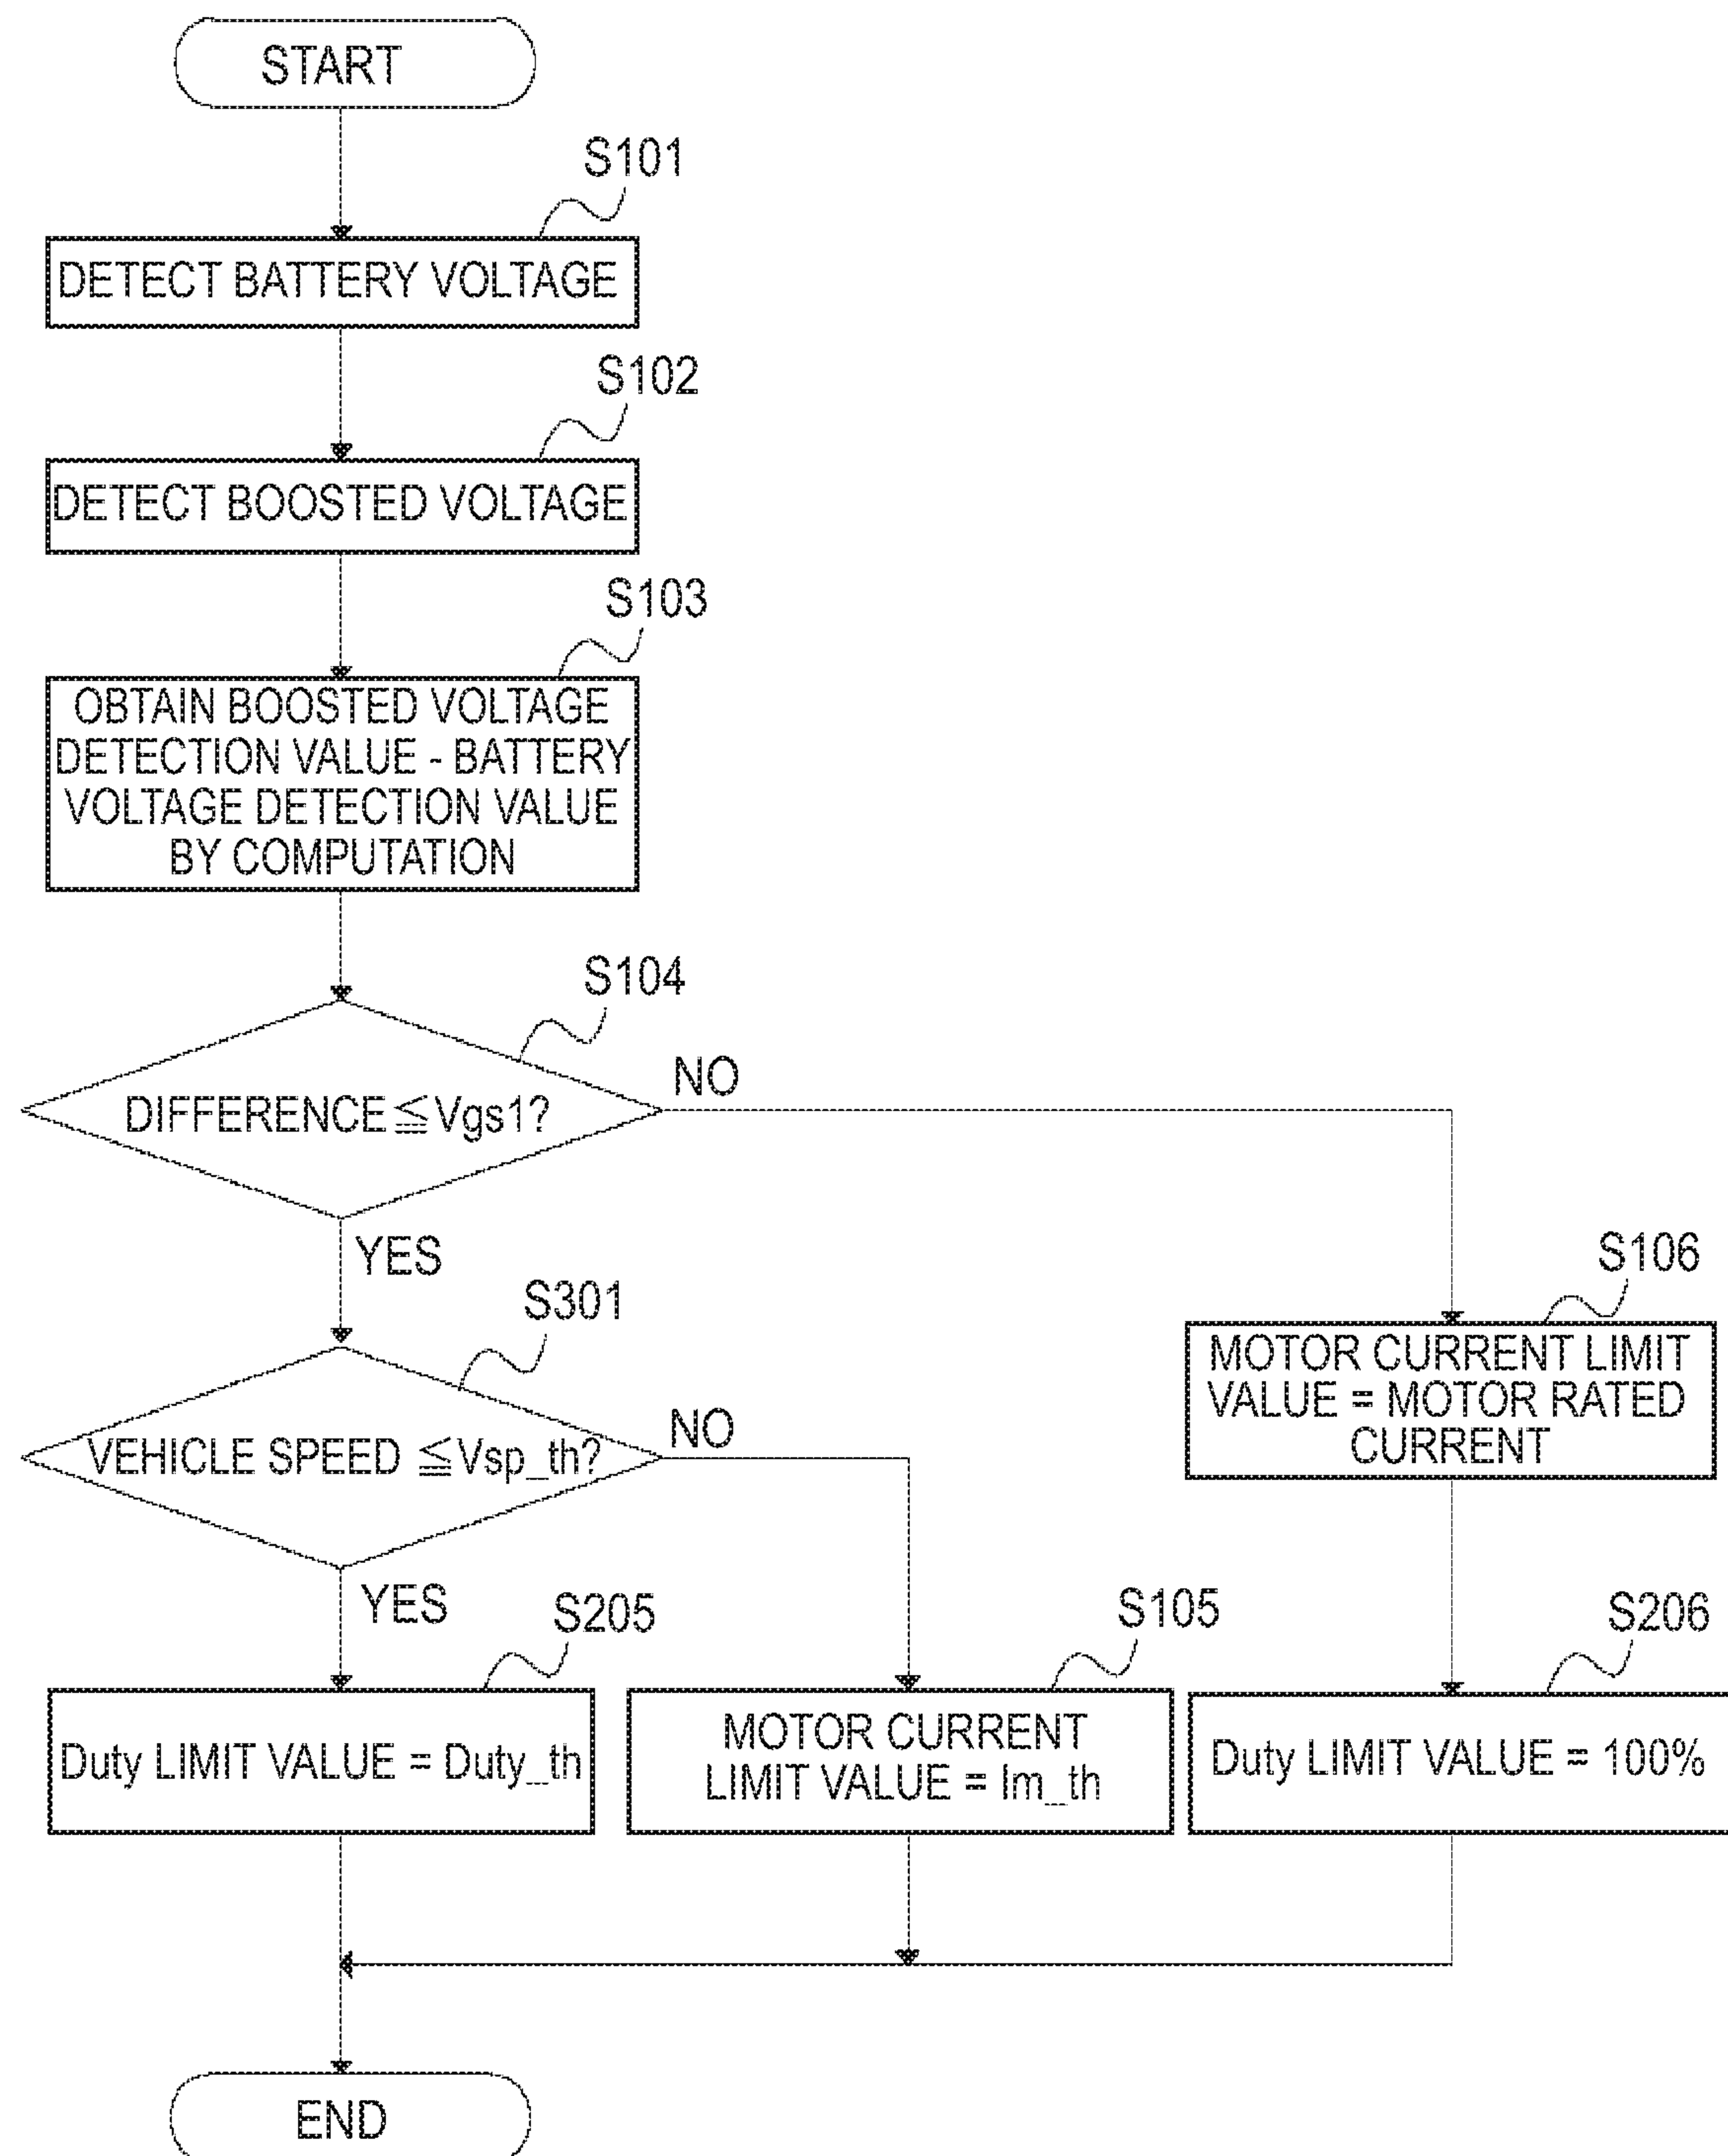 START
S101
DETECT BATTERY VOLTAGE
S102
DETECT BOOSTED VOLTAGE
S103
OBTAIN BOOSTED VOLTAGE
DETECTION VALUE - BATTERY
VOLTAGE DETECTION VALUE
BY COMPUTATION
S104
DIFFERENCE≦Vgs1?
NO
YES
S106
MOTOR CURRENT LIMIT
VALUE = MOTOR RATED
CURRENT
S301
VEHICLE SPEED ≦Vsp_th?
NO
YES
S205
Duty LIMIT VALUE = Duty_th
S105
MOTOR CURRENT
LIMIT VALUE = Im_th
S206
Duty LIMIT VALUE = 100%
END